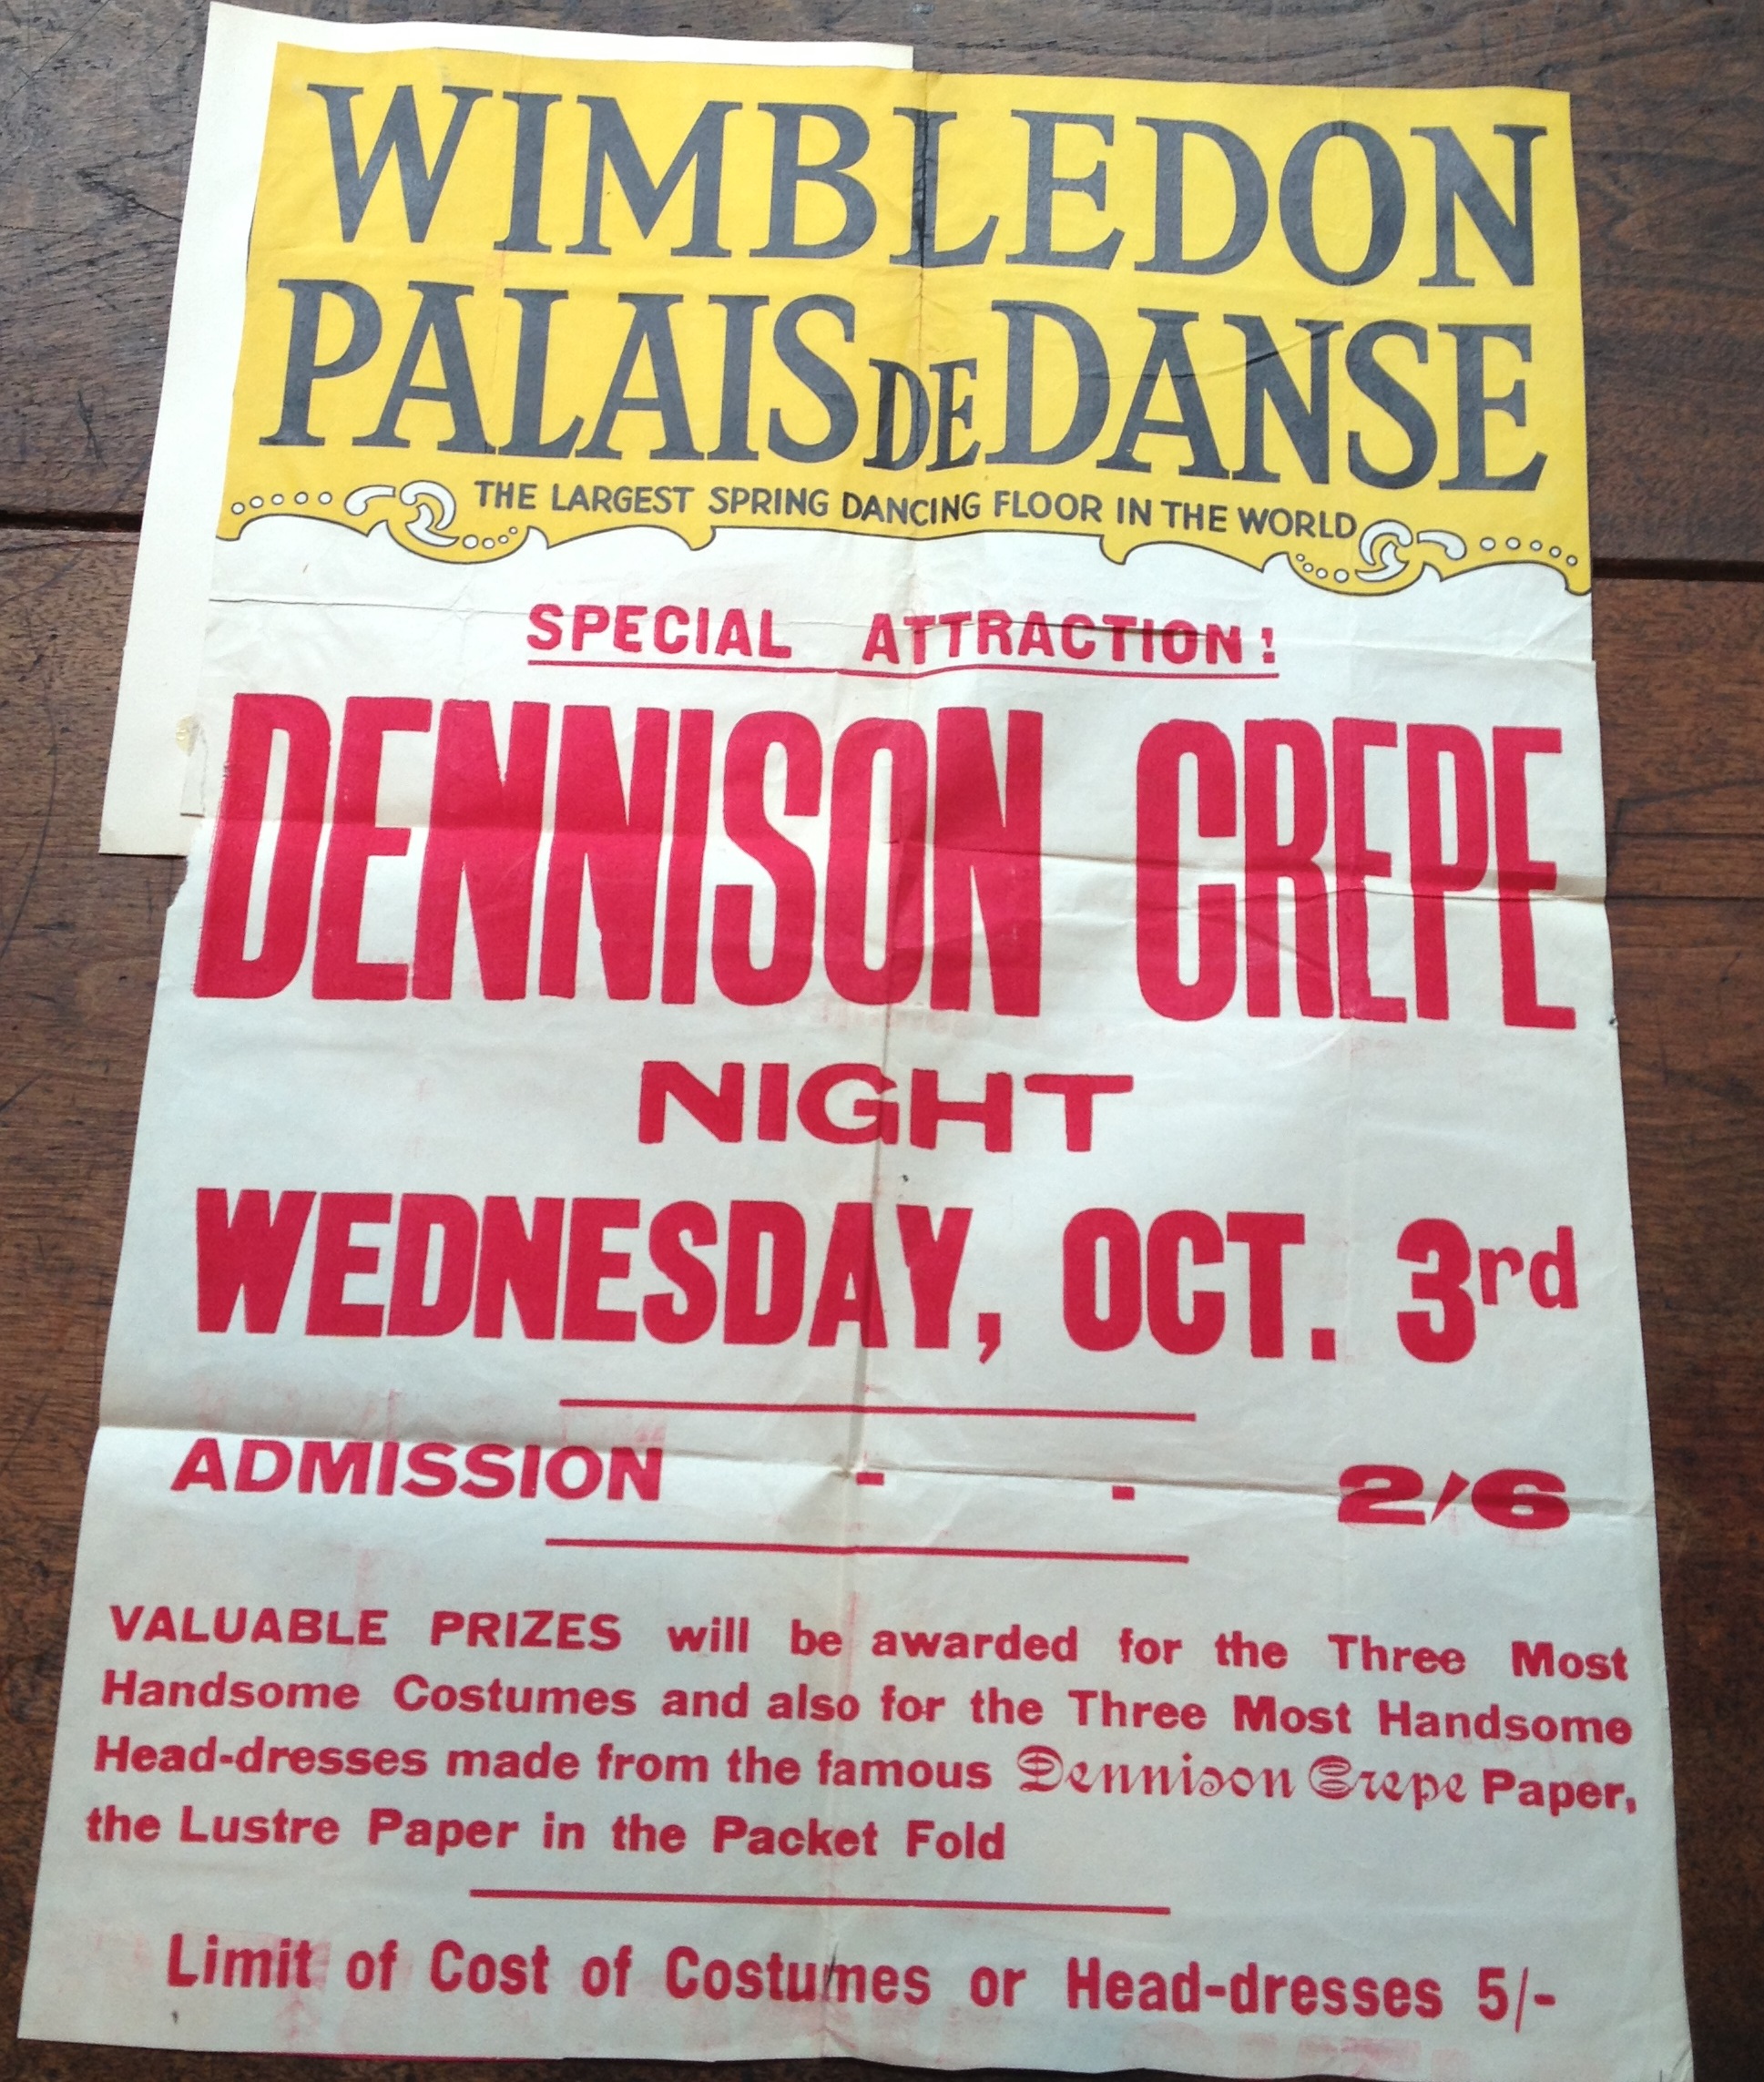 WIMBLEDON
PALAIS DE DANSE
THE LARGEST SPRING DANCING FLOOR IN THE WORLD
SPECIAL ATTRACTION!
DENNISON CREPE
NIGHT
WEDNESDAY, OCT. 3rd
ADMISSION - - 2/6
VALUABLE PRIZES will be awarded for the Three Most
Handsome Costumes and also for the Three Most Handsome
Head-dresses made from the famous Dennison Crepe Paper,
the Lustre Paper in the Packet Fold
Limit of Cost of Costumes or Head-dresses 5/-